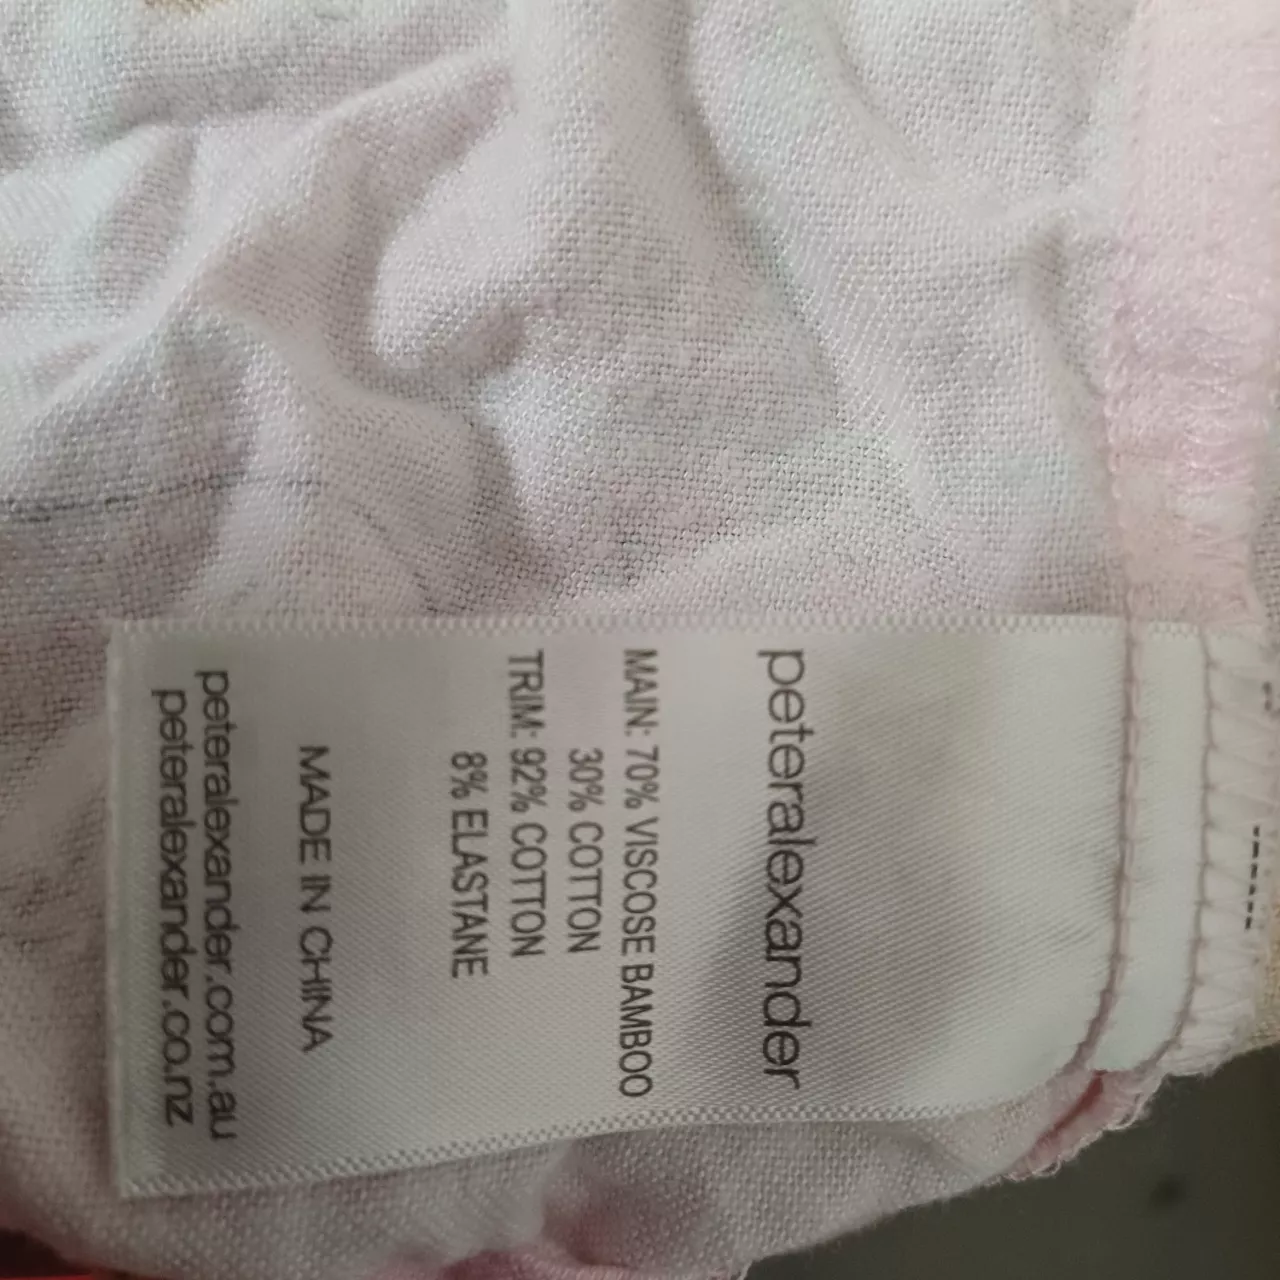 peteralexander
MAIN: 70% VISCOSE BAMBOO
30% COTTON
TRIM: 92% COTTON
8% ELASTANE
MADE IN CHINA
peteralexander.com.au
peteralexander.co.nz